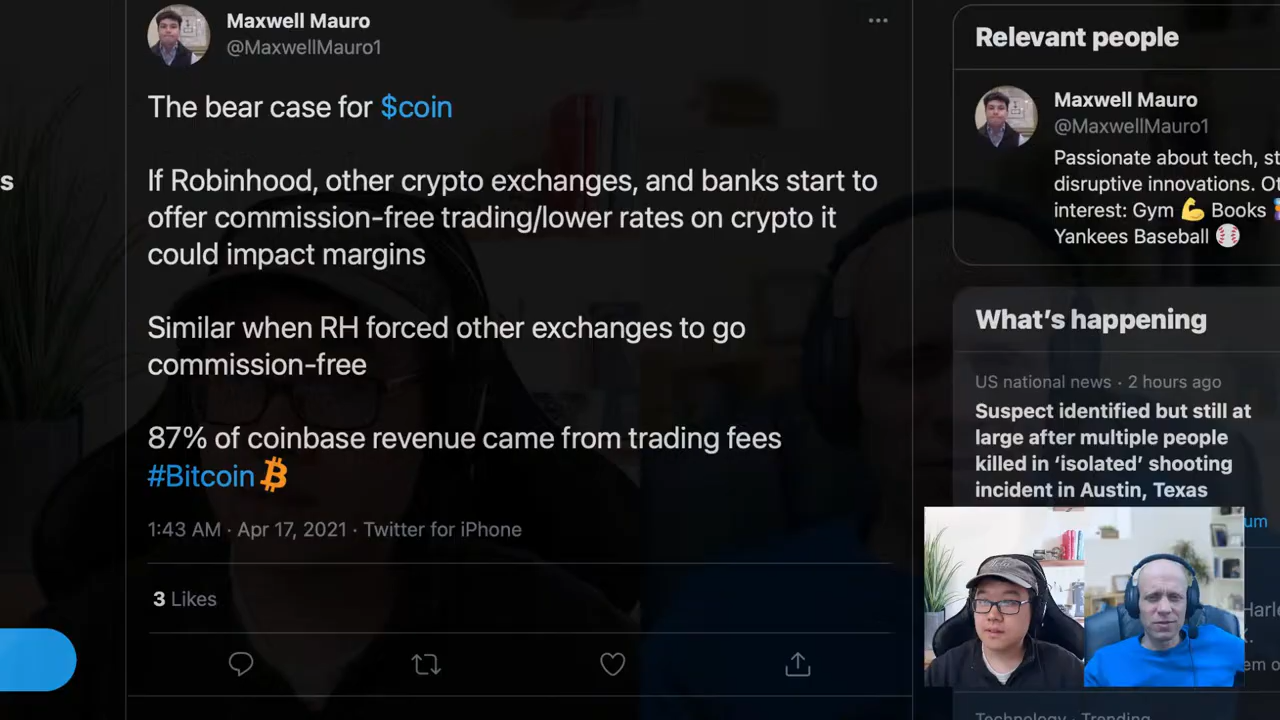 Maxwell Mauro
@MaxwellMauro1
The bear case for $coin
If Robinhood, other crypto exchanges, and banks start to
offer commission-free trading/lower rates on crypto it
could impact margins
Similar when RH forced other exchanges to go
commission-free
87% of coinbase revenue came from trading fees
#Bitcoin
1:43 AM · Apr 17, 2021 · Twitter for iPhone
3 Likes
s
Relevant people
Maxwell Mauro
@MaxwellMauro1
Passionate about tech, st
disruptive innovations. Ot
interest: Gym 💪 Books
Yankees Baseball ⚾
What's happening
US national news · 2 hours ago
Suspect identified but still at
large after multiple people
killed in 'isolated' shooting
incident in Austin, Texas
um
Harle
X.
em o
Technology · Trending